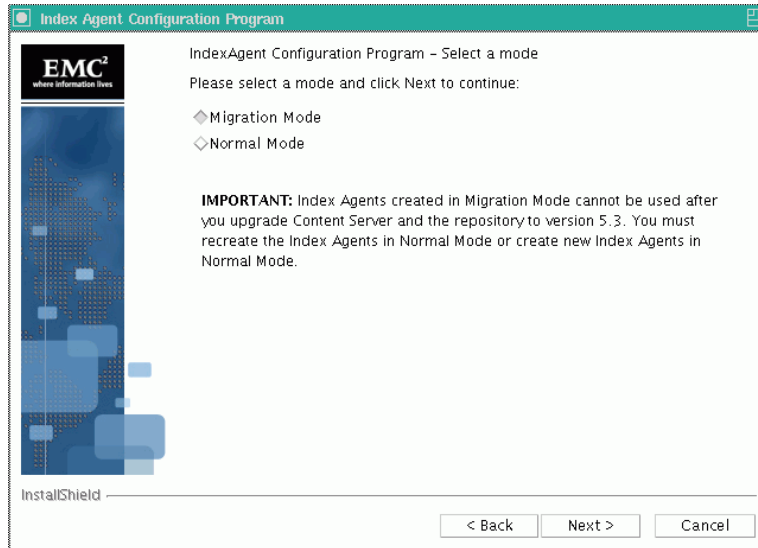 Index Agent Configuration Program
EMC²
where information lives
IndexAgent Configuration Program – Select a mode
Please select a mode and click Next to continue:
Migration Mode
Normal Mode
IMPORTANT: Index Agents created in Migration Mode cannot be used after
you upgrade Content Server and the repository to version 5.3. You must
recreate the Index Agents in Normal Mode or create new Index Agents in
Normal Mode.
InstallShield
< Back
Next >
Cancel